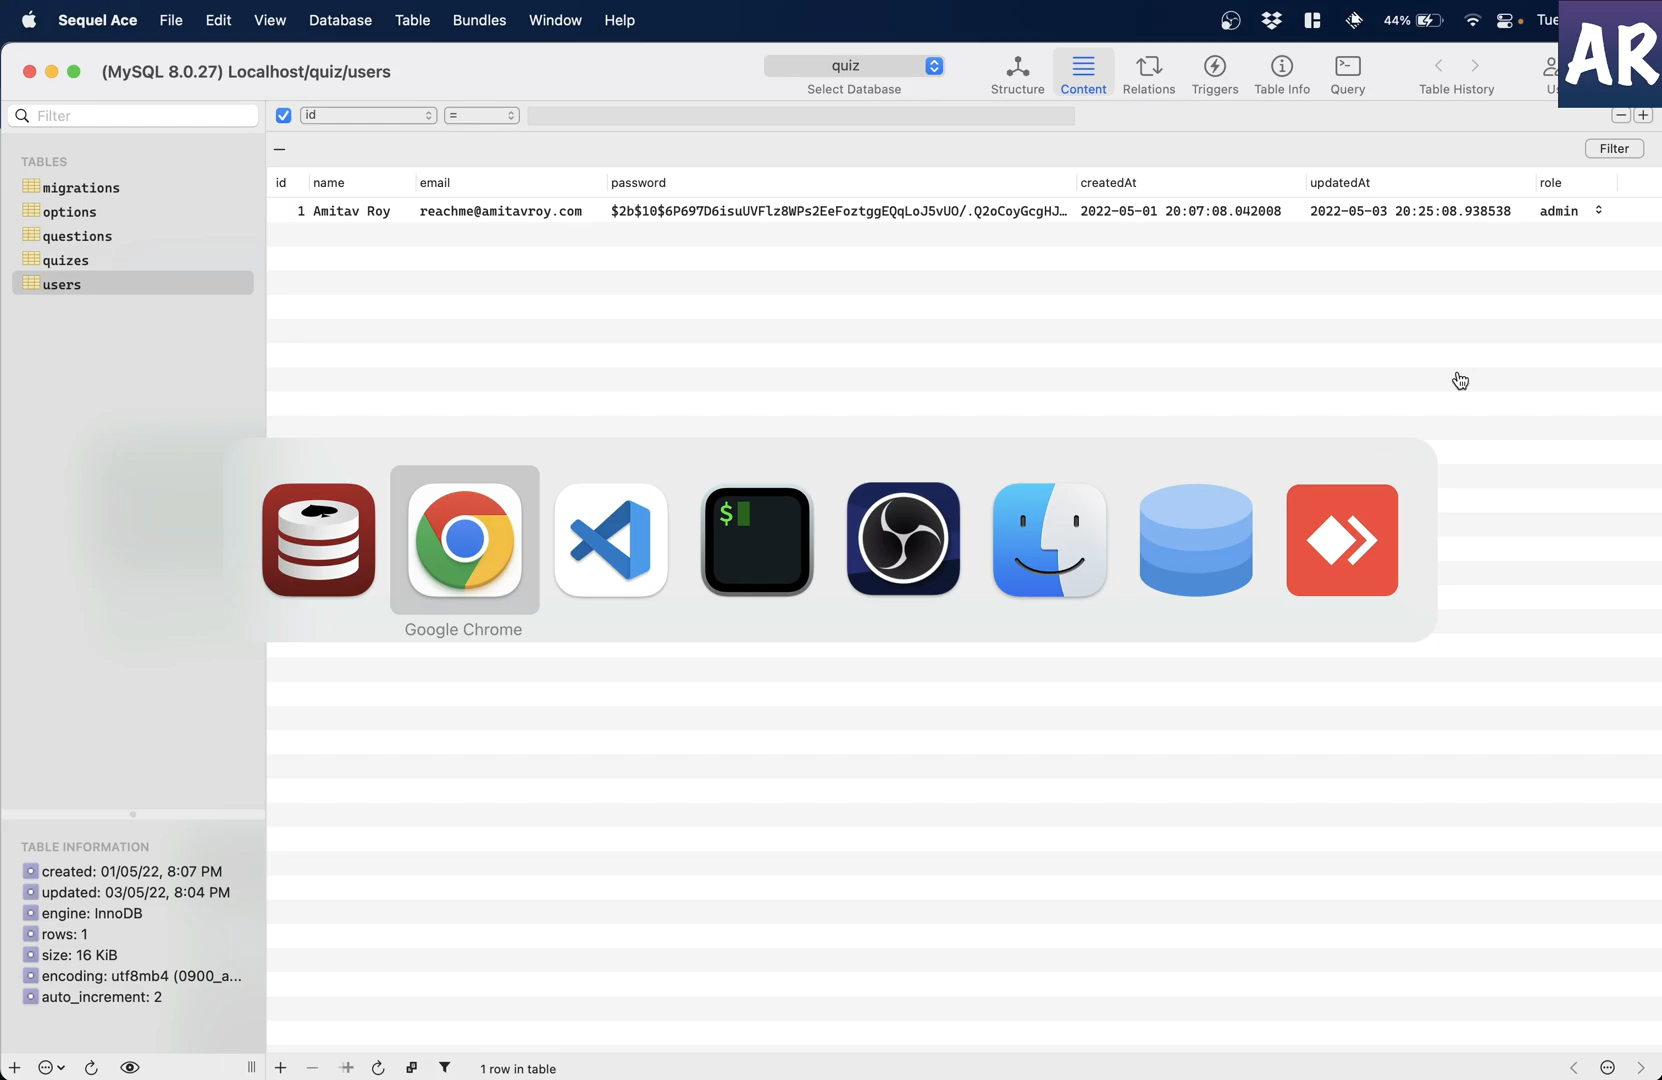 Sequel Ace File Edit View Database Table Bundles Window Help 44% Tue
AR
(MySQL 8.0.27) Localhost/quiz/users
quiz
Select Database
Structure Content Relations Triggers Table Info Query Table History
Filter
id = 
Filter
TABLES
migrations
options
questions
quizes
users
id name email password createdAt updatedAt role
1 Amitav Roy reachme@amitavroy.com $2b$10$6P697D6isuUVFlz8WPs2EeFoztggEQqLoJ5vUO/.Q2oCoyGcgHJ… 2022-05-01 20:07:08.042008 2022-05-03 20:25:08.938538 admin
$
Google Chrome
TABLE INFORMATION
created: 01/05/22, 8:07 PM
updated: 03/05/22, 8:04 PM
engine: InnoDB
rows: 1
size: 16 KiB
encoding: utf8mb4 (0900_a...
auto_increment: 2
1 row in table